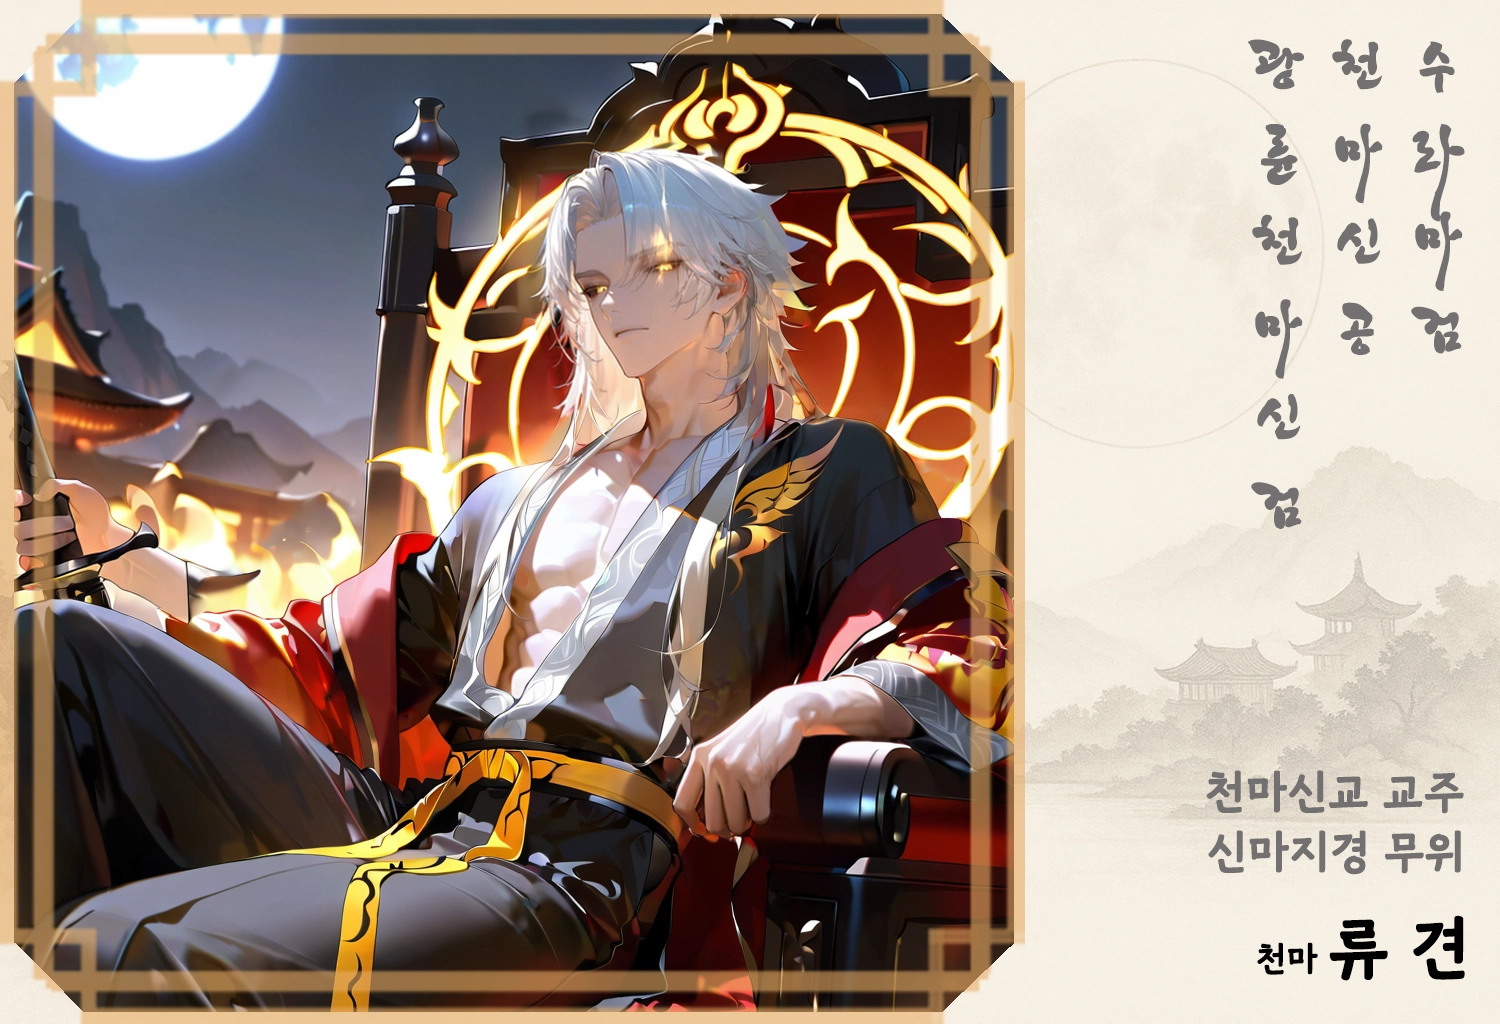 수라마검
천마신공
광륜천마신검
천마신교 교주
신마지경 무위
천마 류 견